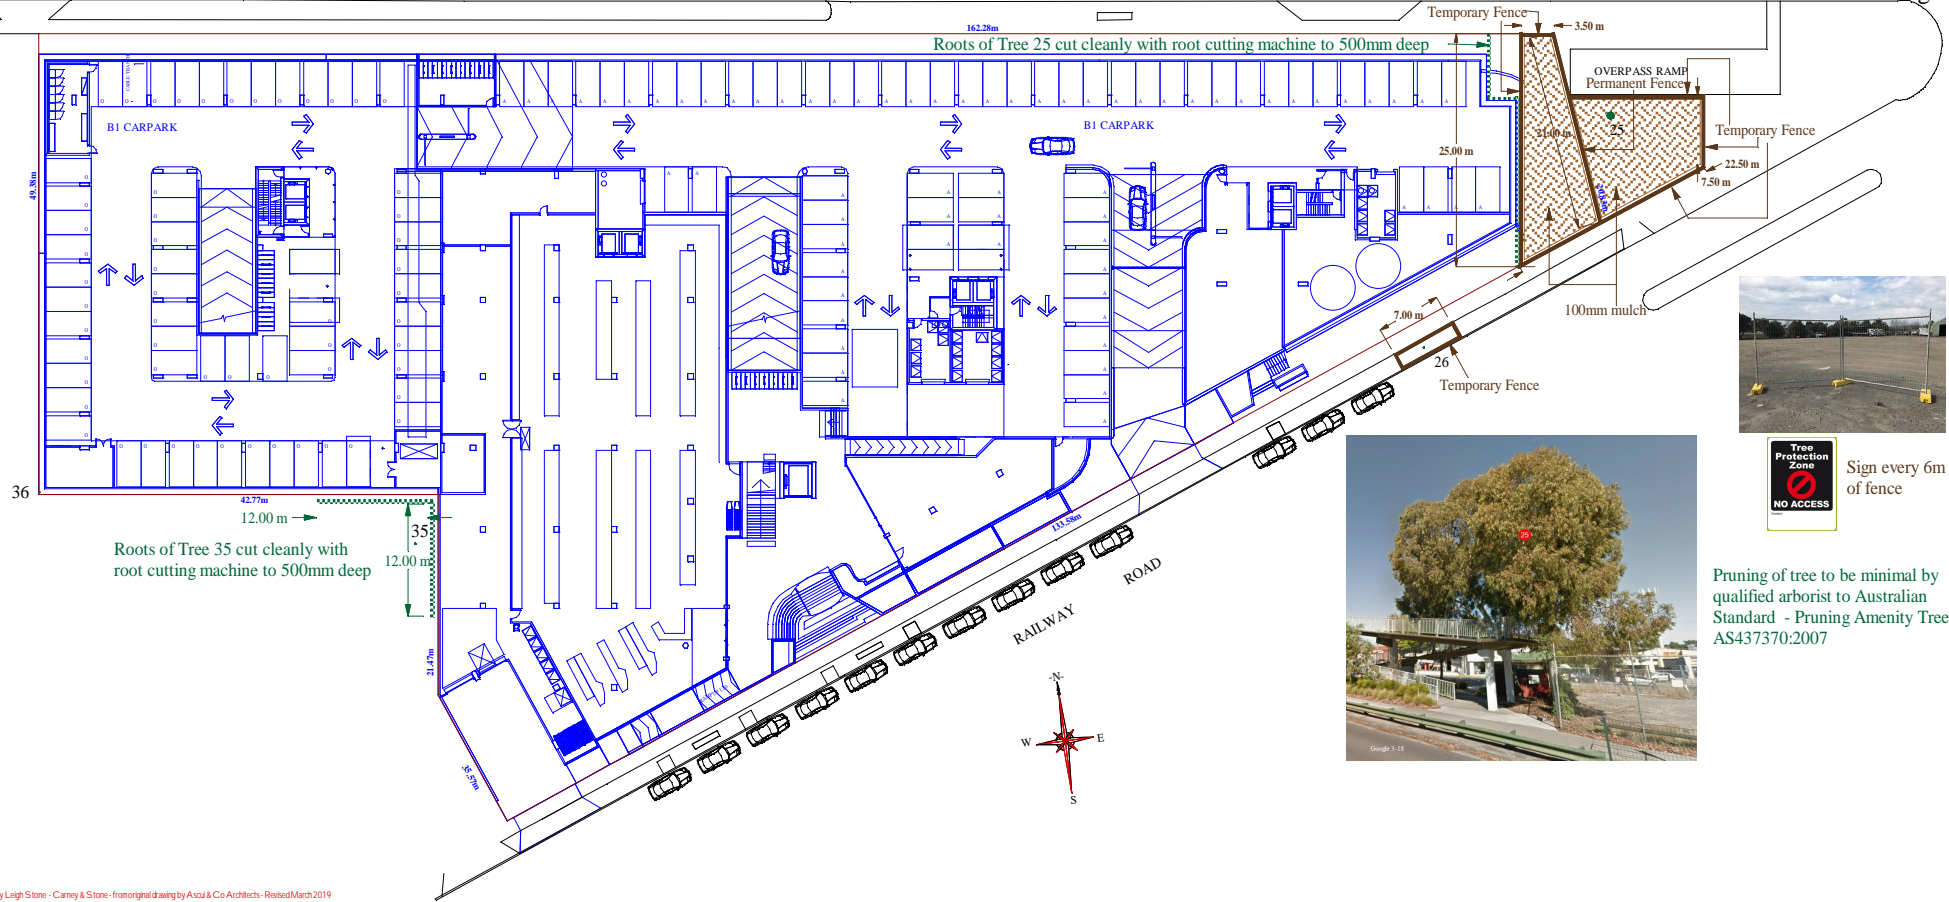 Temporary Fence
3.50 m
162.28m
Roots of Tree 25 cut cleanly with root cutting machine to 500mm deep
OVERPASS RAMP
Permanent Fence
B1 CARPARK
B1 CARPARK
25
21.00 m
Temporary Fence
25.00 m
22.50 m
7.50 m
49.38m
100mm mulch
7.00 m
26
Temporary Fence
Tree
Protection
Zone
NO ACCESS
Sign every 6m
of fence
36
42.77m
12.00 m
35
12.00 m
Roots of Tree 35 cut cleanly with
root cutting machine to 500mm deep
133.58m
RAILWAY ROAD
25
Google 3-18
Pruning of tree to be minimal by
qualified arborist to Australian
Standard - Pruning Amenity Tree
AS437370:2007
21.47m
35.57m
N
W
E
S
y Leigh Stone - Carney & Stone - from original drawing by Ascui & Co Architects - Revised March 2019